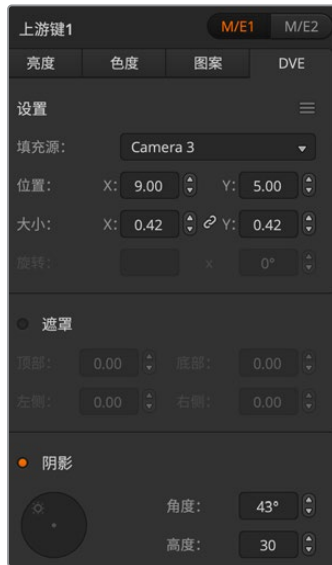 上游键1 M/E1 M/E2
亮度 色度 图案 DVE
设置
填充源: Camera 3
位置: X: 9.00 Y: 5.00
大小: X: 0.42 Y: 0.42
旋转: x 0°
遮罩
顶部: 0.00 底部: 0.00
左侧: 0.00 右侧: 0.00
阴影
角度: 43°
高度: 30